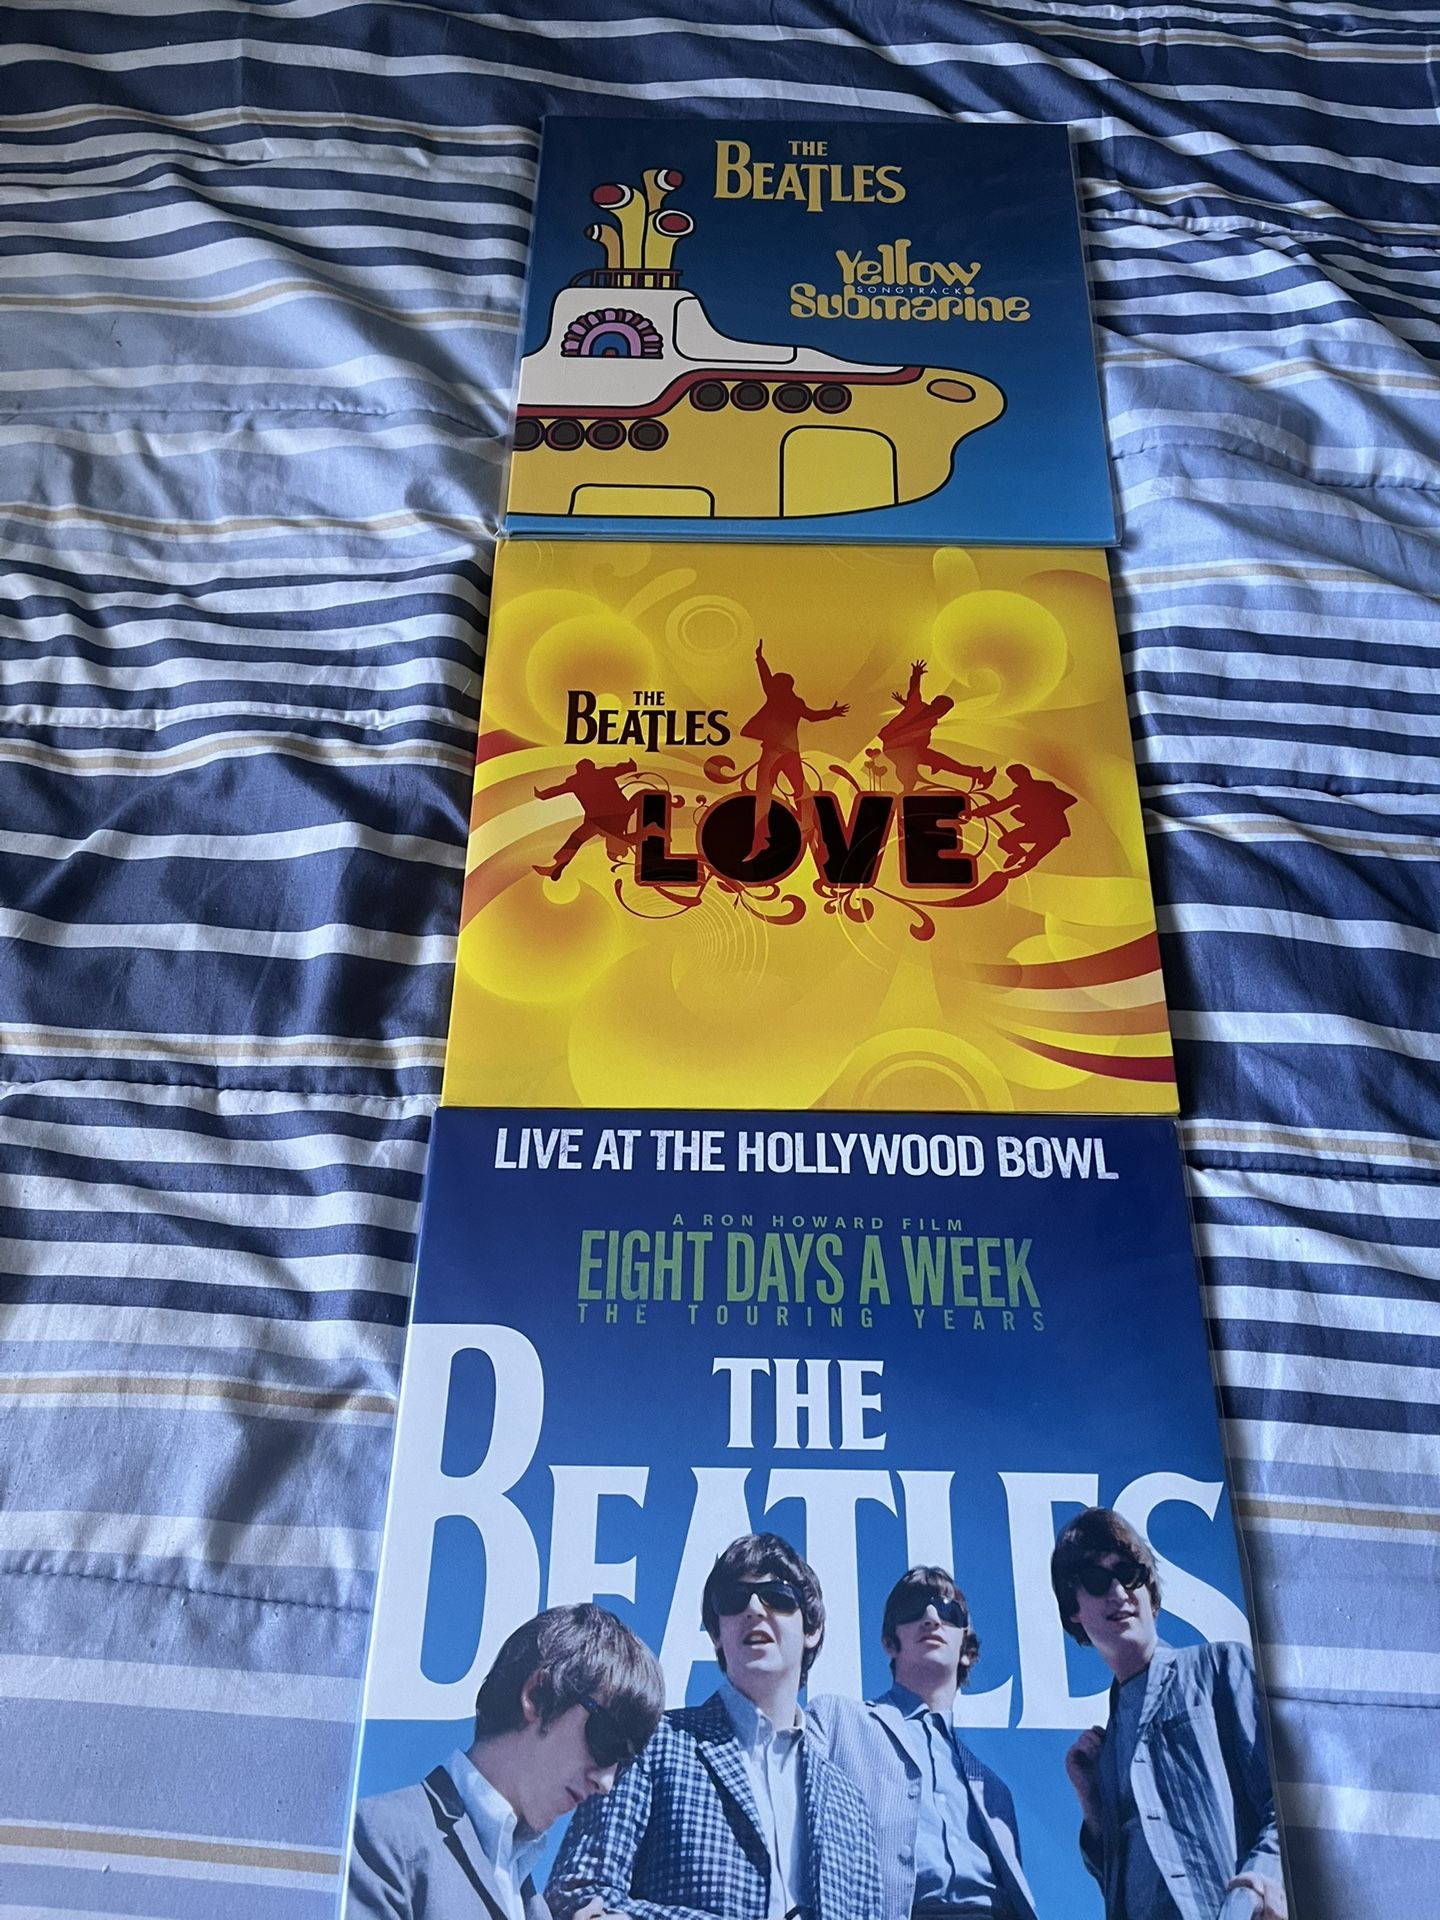 THE
BEATLES
Yellow
SONGTRACK
Submarine
THE
BEATLES
LOVE
LIVE AT THE HOLLYWOOD BOWL
A RON HOWARD FILM
EIGHT DAYS A WEEK
THE TOURING YEARS
THE
BEATLES